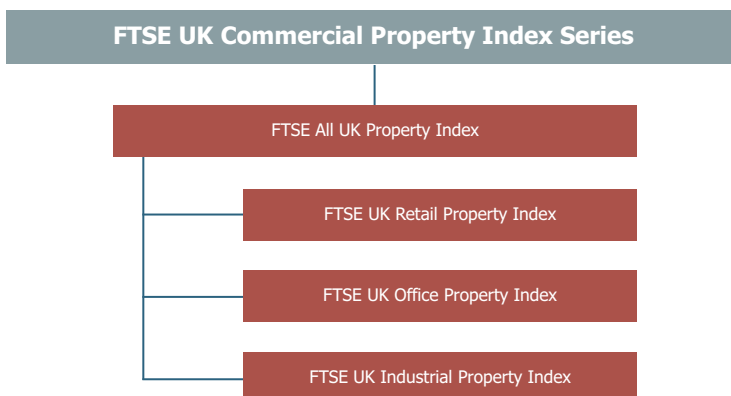 FTSE UK Commercial Property Index Series
FTSE All UK Property Index
FTSE UK Retail Property Index
FTSE UK Office Property Index
FTSE UK Industrial Property Index